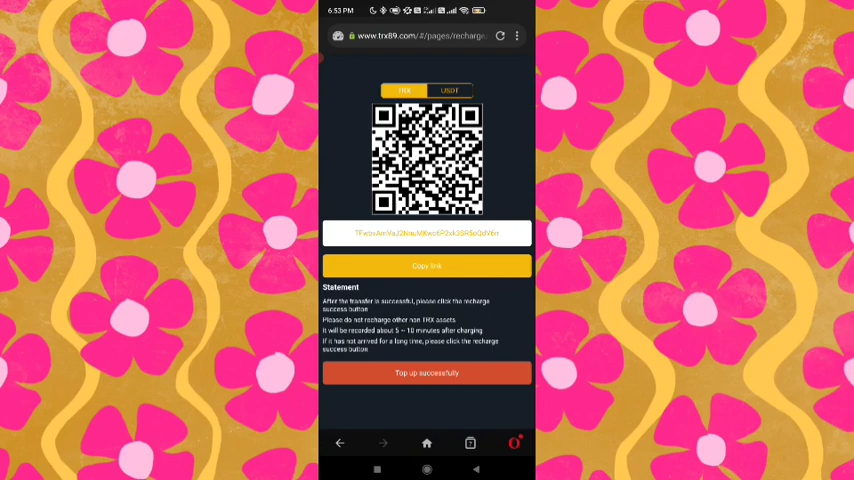 6:53 PM
www.trx89.com/#/pages/recharge
TRX USDT
Copy link
Statement
After the transfer is successful, please click the recharge
success button
Please do not recharge other non TRX assets
It will be recorded about 5 ~ 10 minutes after charging
If it has not arrived for a long time, please click the recharge
success button
Top up successfully